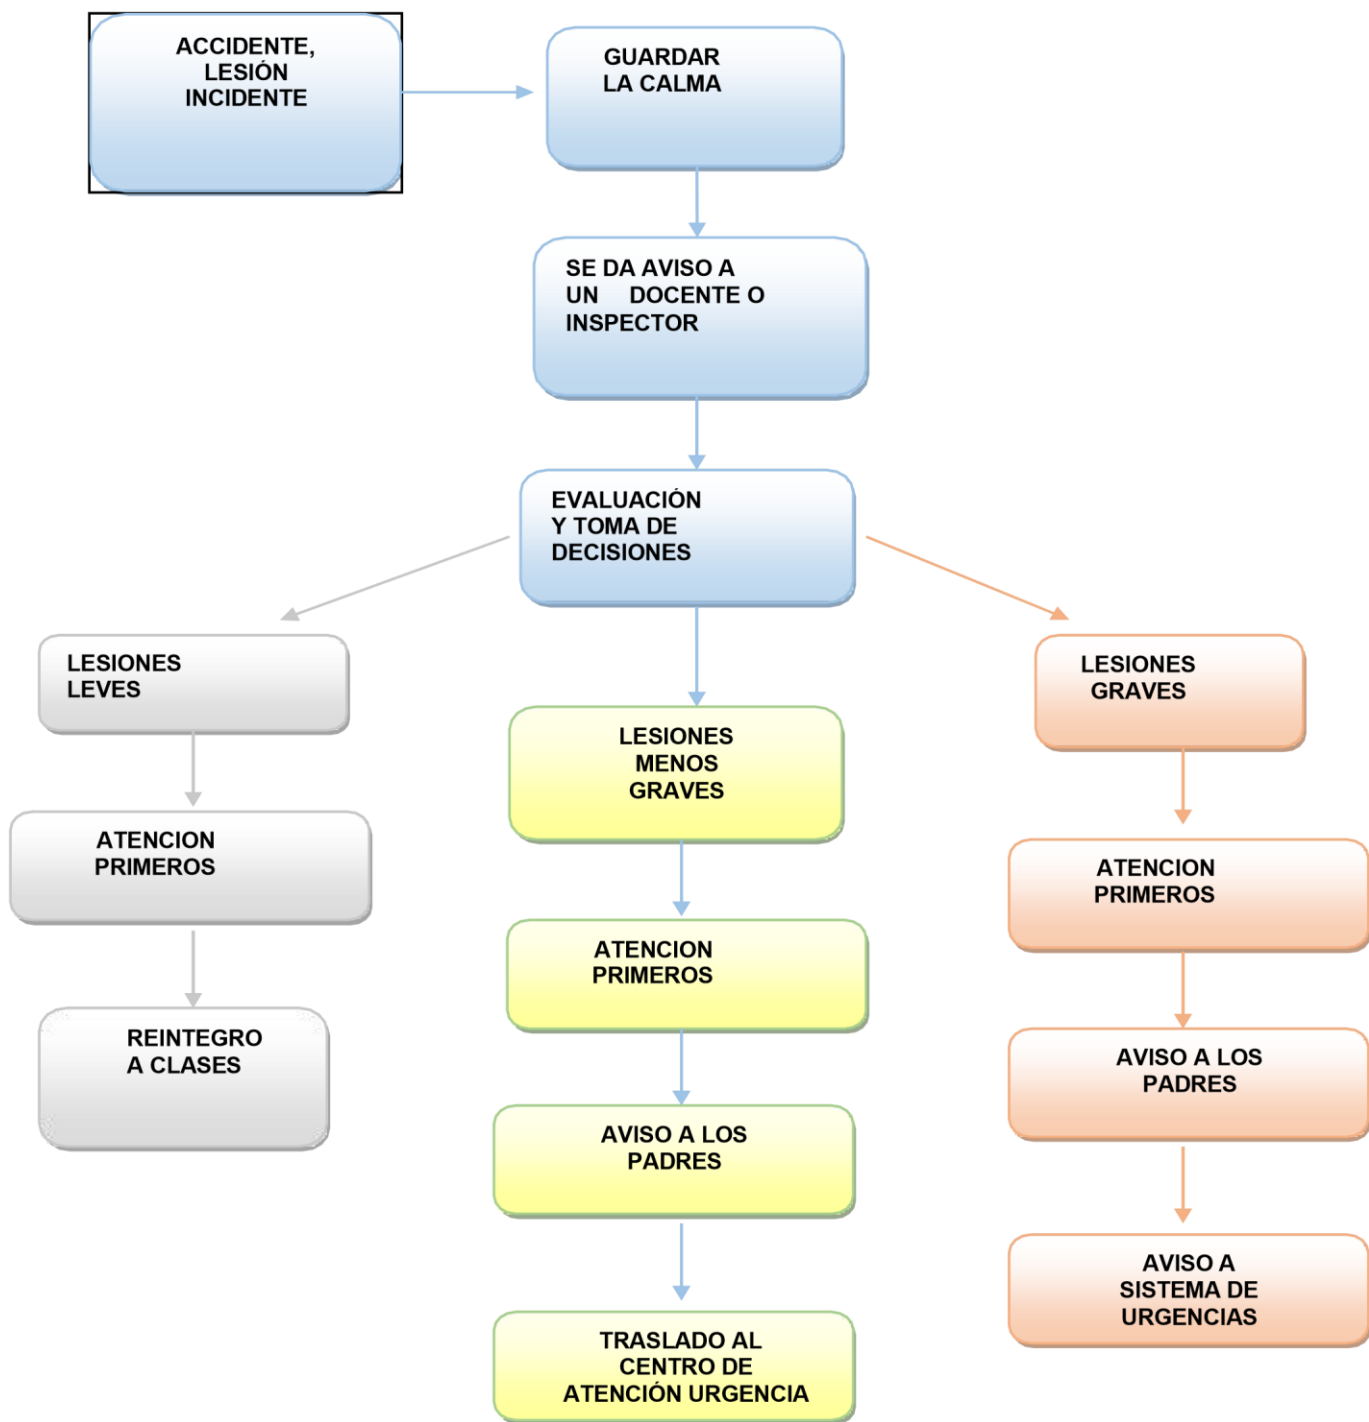 ACCIDENTE,
LESIÓN
INCIDENTE
GUARDAR
LA CALMA
SE DA AVISO A
UN DOCENTE O
INSPECTOR
EVALUACIÓN
Y TOMA DE
DECISIONES
LESIONES
LEVES
ATENCION
PRIMEROS
REINTEGRO
A CLASES
LESIONES
MENOS
GRAVES
ATENCION
PRIMEROS
AVISO A LOS
PADRES
TRASLADO AL
CENTRO DE
ATENCIÓN URGENCIA
LESIONES
GRAVES
ATENCION
PRIMEROS
AVISO A LOS
PADRES
AVISO A
SISTEMA DE
URGENCIAS